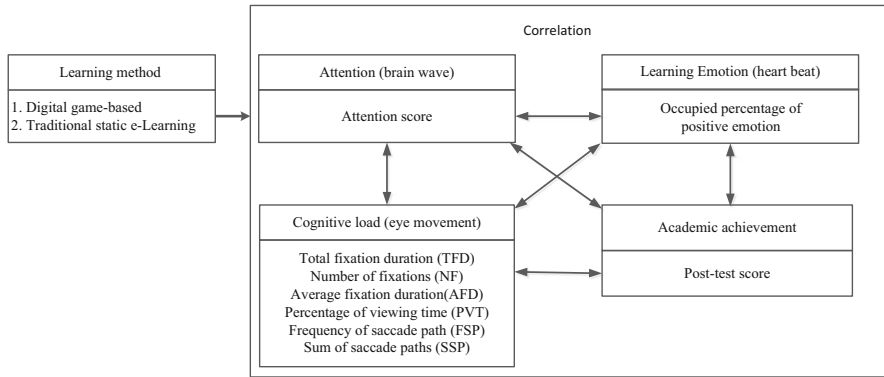 Correlation
Learning method
1. Digital game-based
2. Traditional static e-Learning
Attention (brain wave)
Attention score
Learning Emotion (heart beat)
Occupied percentage of
positive emotion
Cognitive load (eye movement)
Total fixation duration (TFD)
Number of fixations (NF)
Average fixation duration(AFD)
Percentage of viewing time (PVT)
Frequency of saccade path (FSP)
Sum of saccade paths (SSP)
Academic achievement
Post-test score